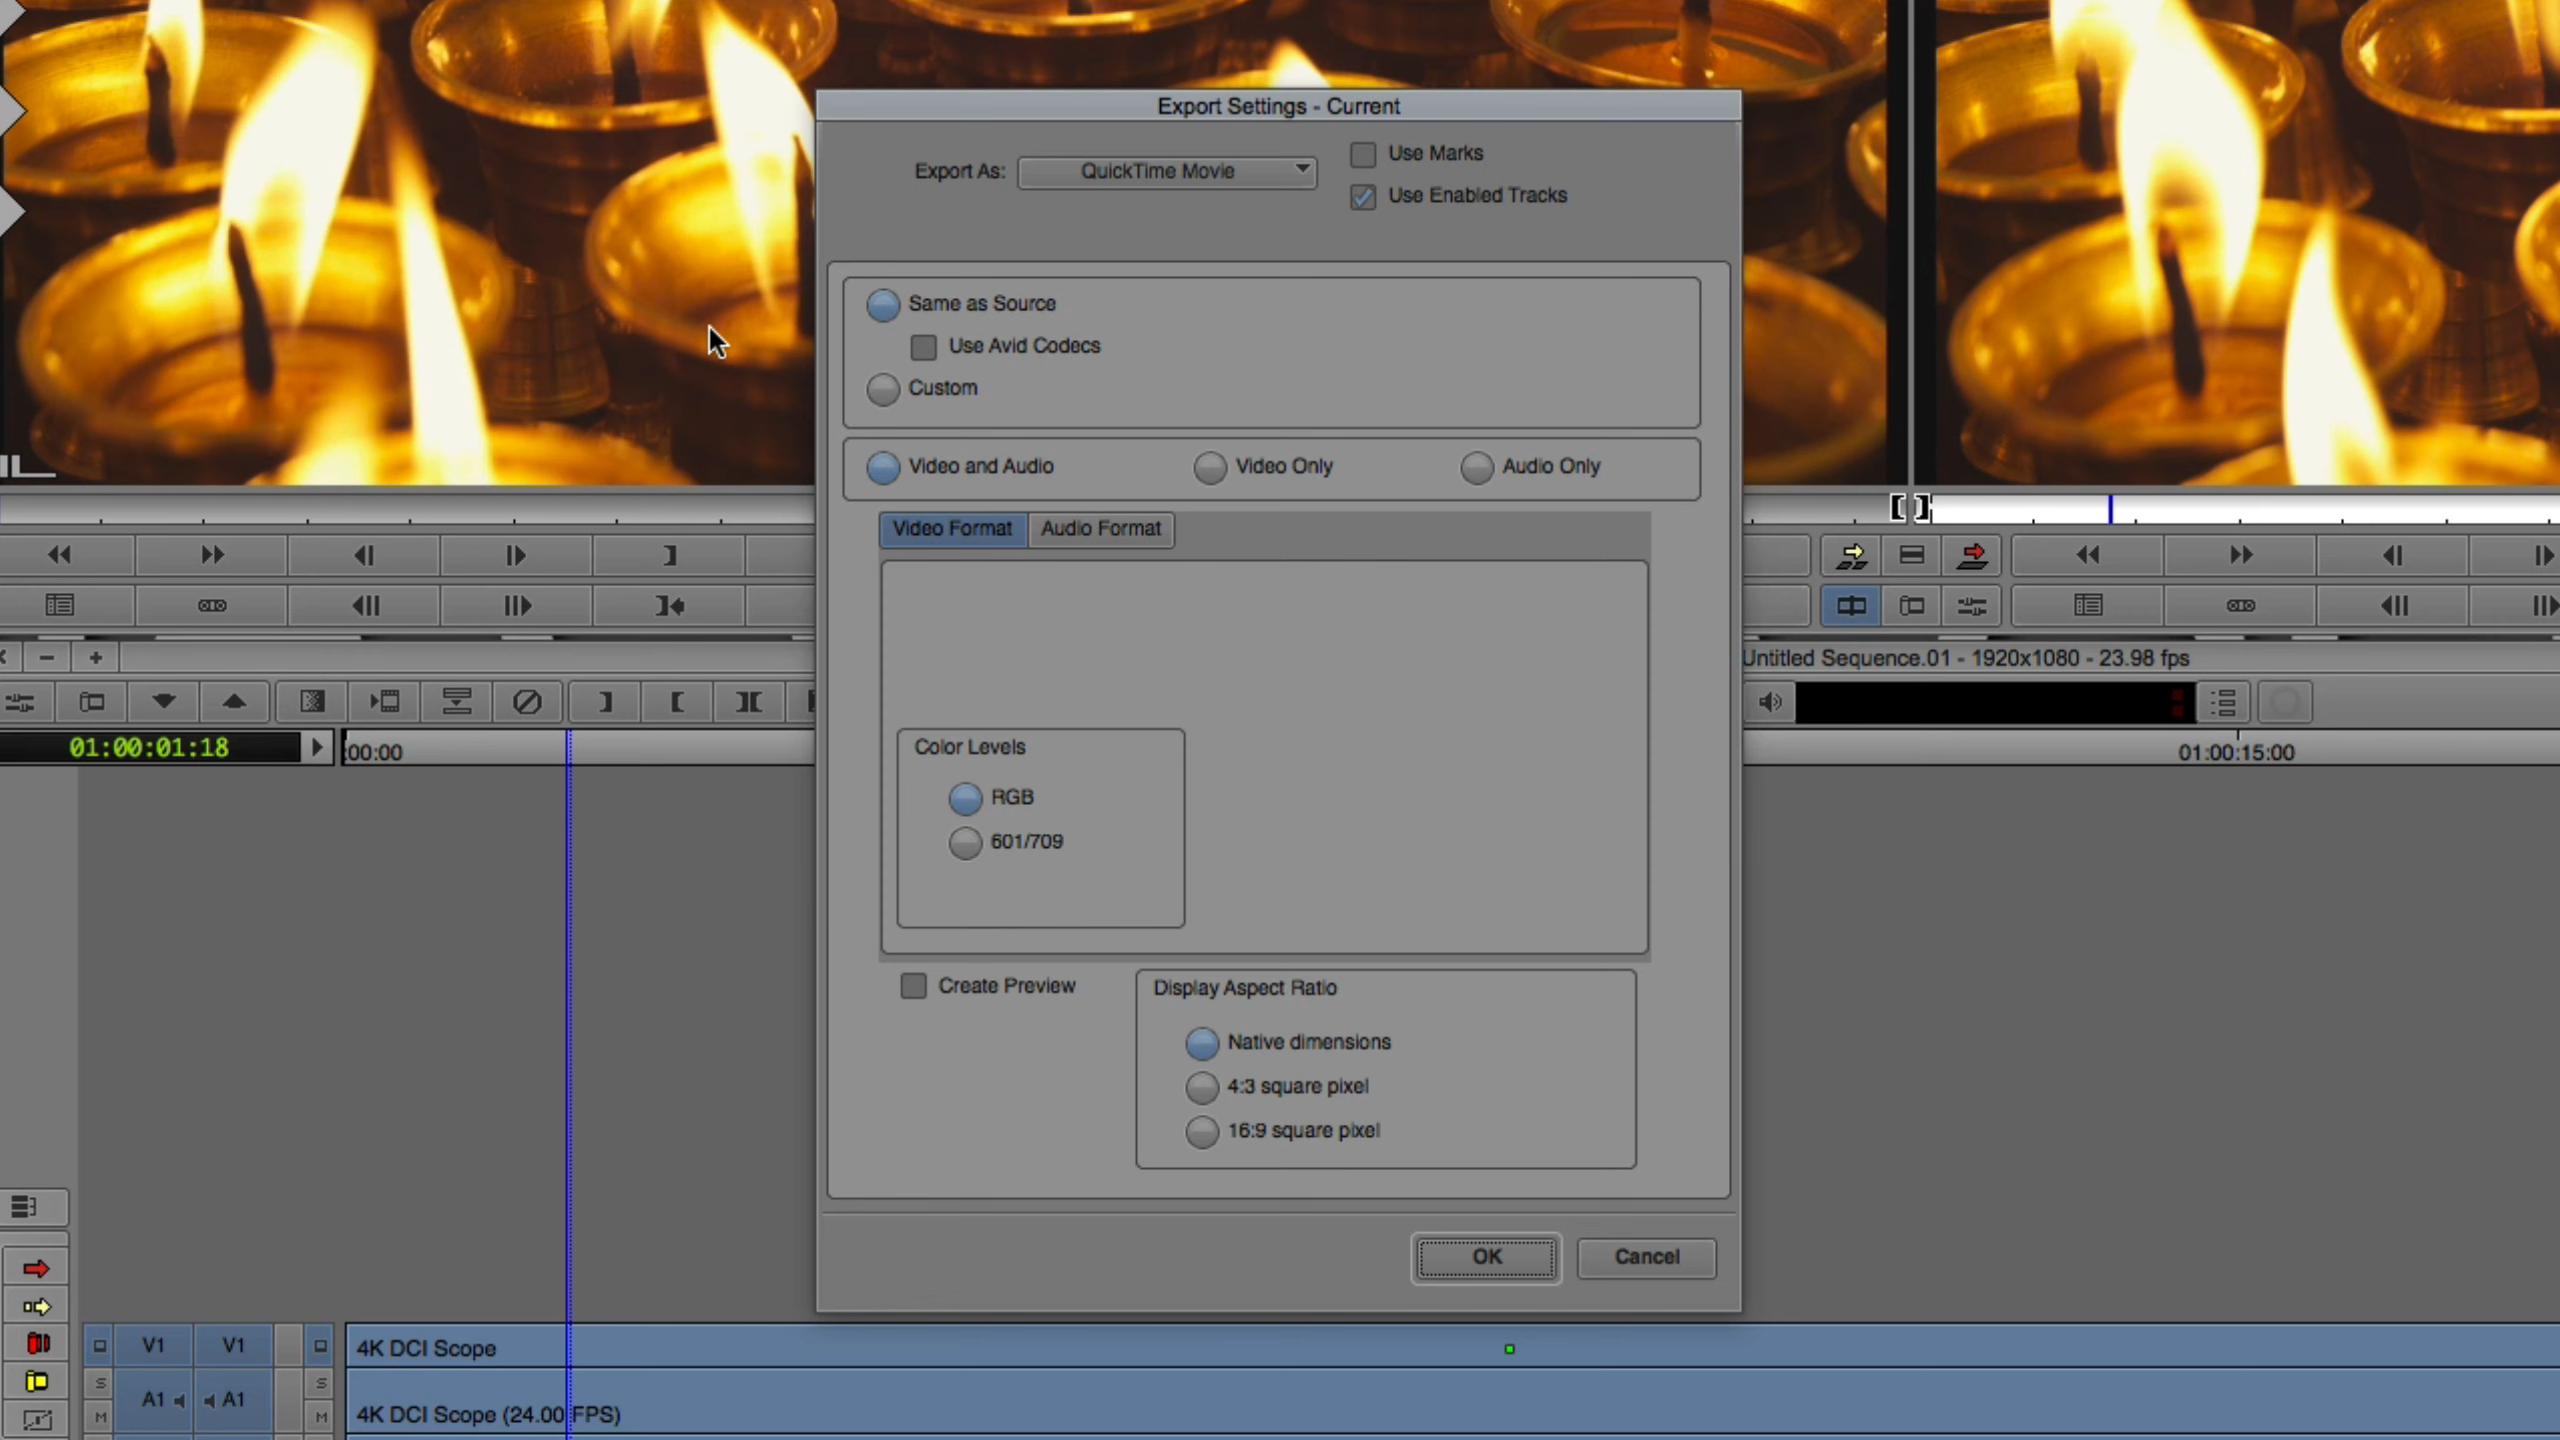 Export Settings - Current
Export As: QuickTime Movie
Use Marks
Use Enabled Tracks
Same as Source
Use Avid Codecs
Custom
Video and Audio
Video Only
Audio Only
Video Format
Audio Format
Color Levels
RGB
601/709
Create Preview
Display Aspect Ratio
Native dimensions
4:3 square pixel
16:9 square pixel
OK
Cancel
Untitled Sequence.01 - 1920x1080 - 23.98 fps
01:00:01:18
:00:00
01:00:15:00
V1 V1 4K DCI Scope
S S
A1 A1
M M 4K DCI Scope (24.00 FPS)